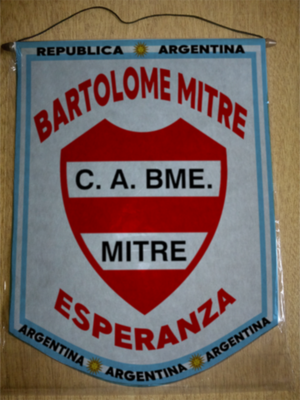 REPUBLICA ARGENTINA
BARTOLOME MITRE
C. A. BME.
MITRE
ESPERANZA
ARGENTINA ARGENTINA ARGENTINA